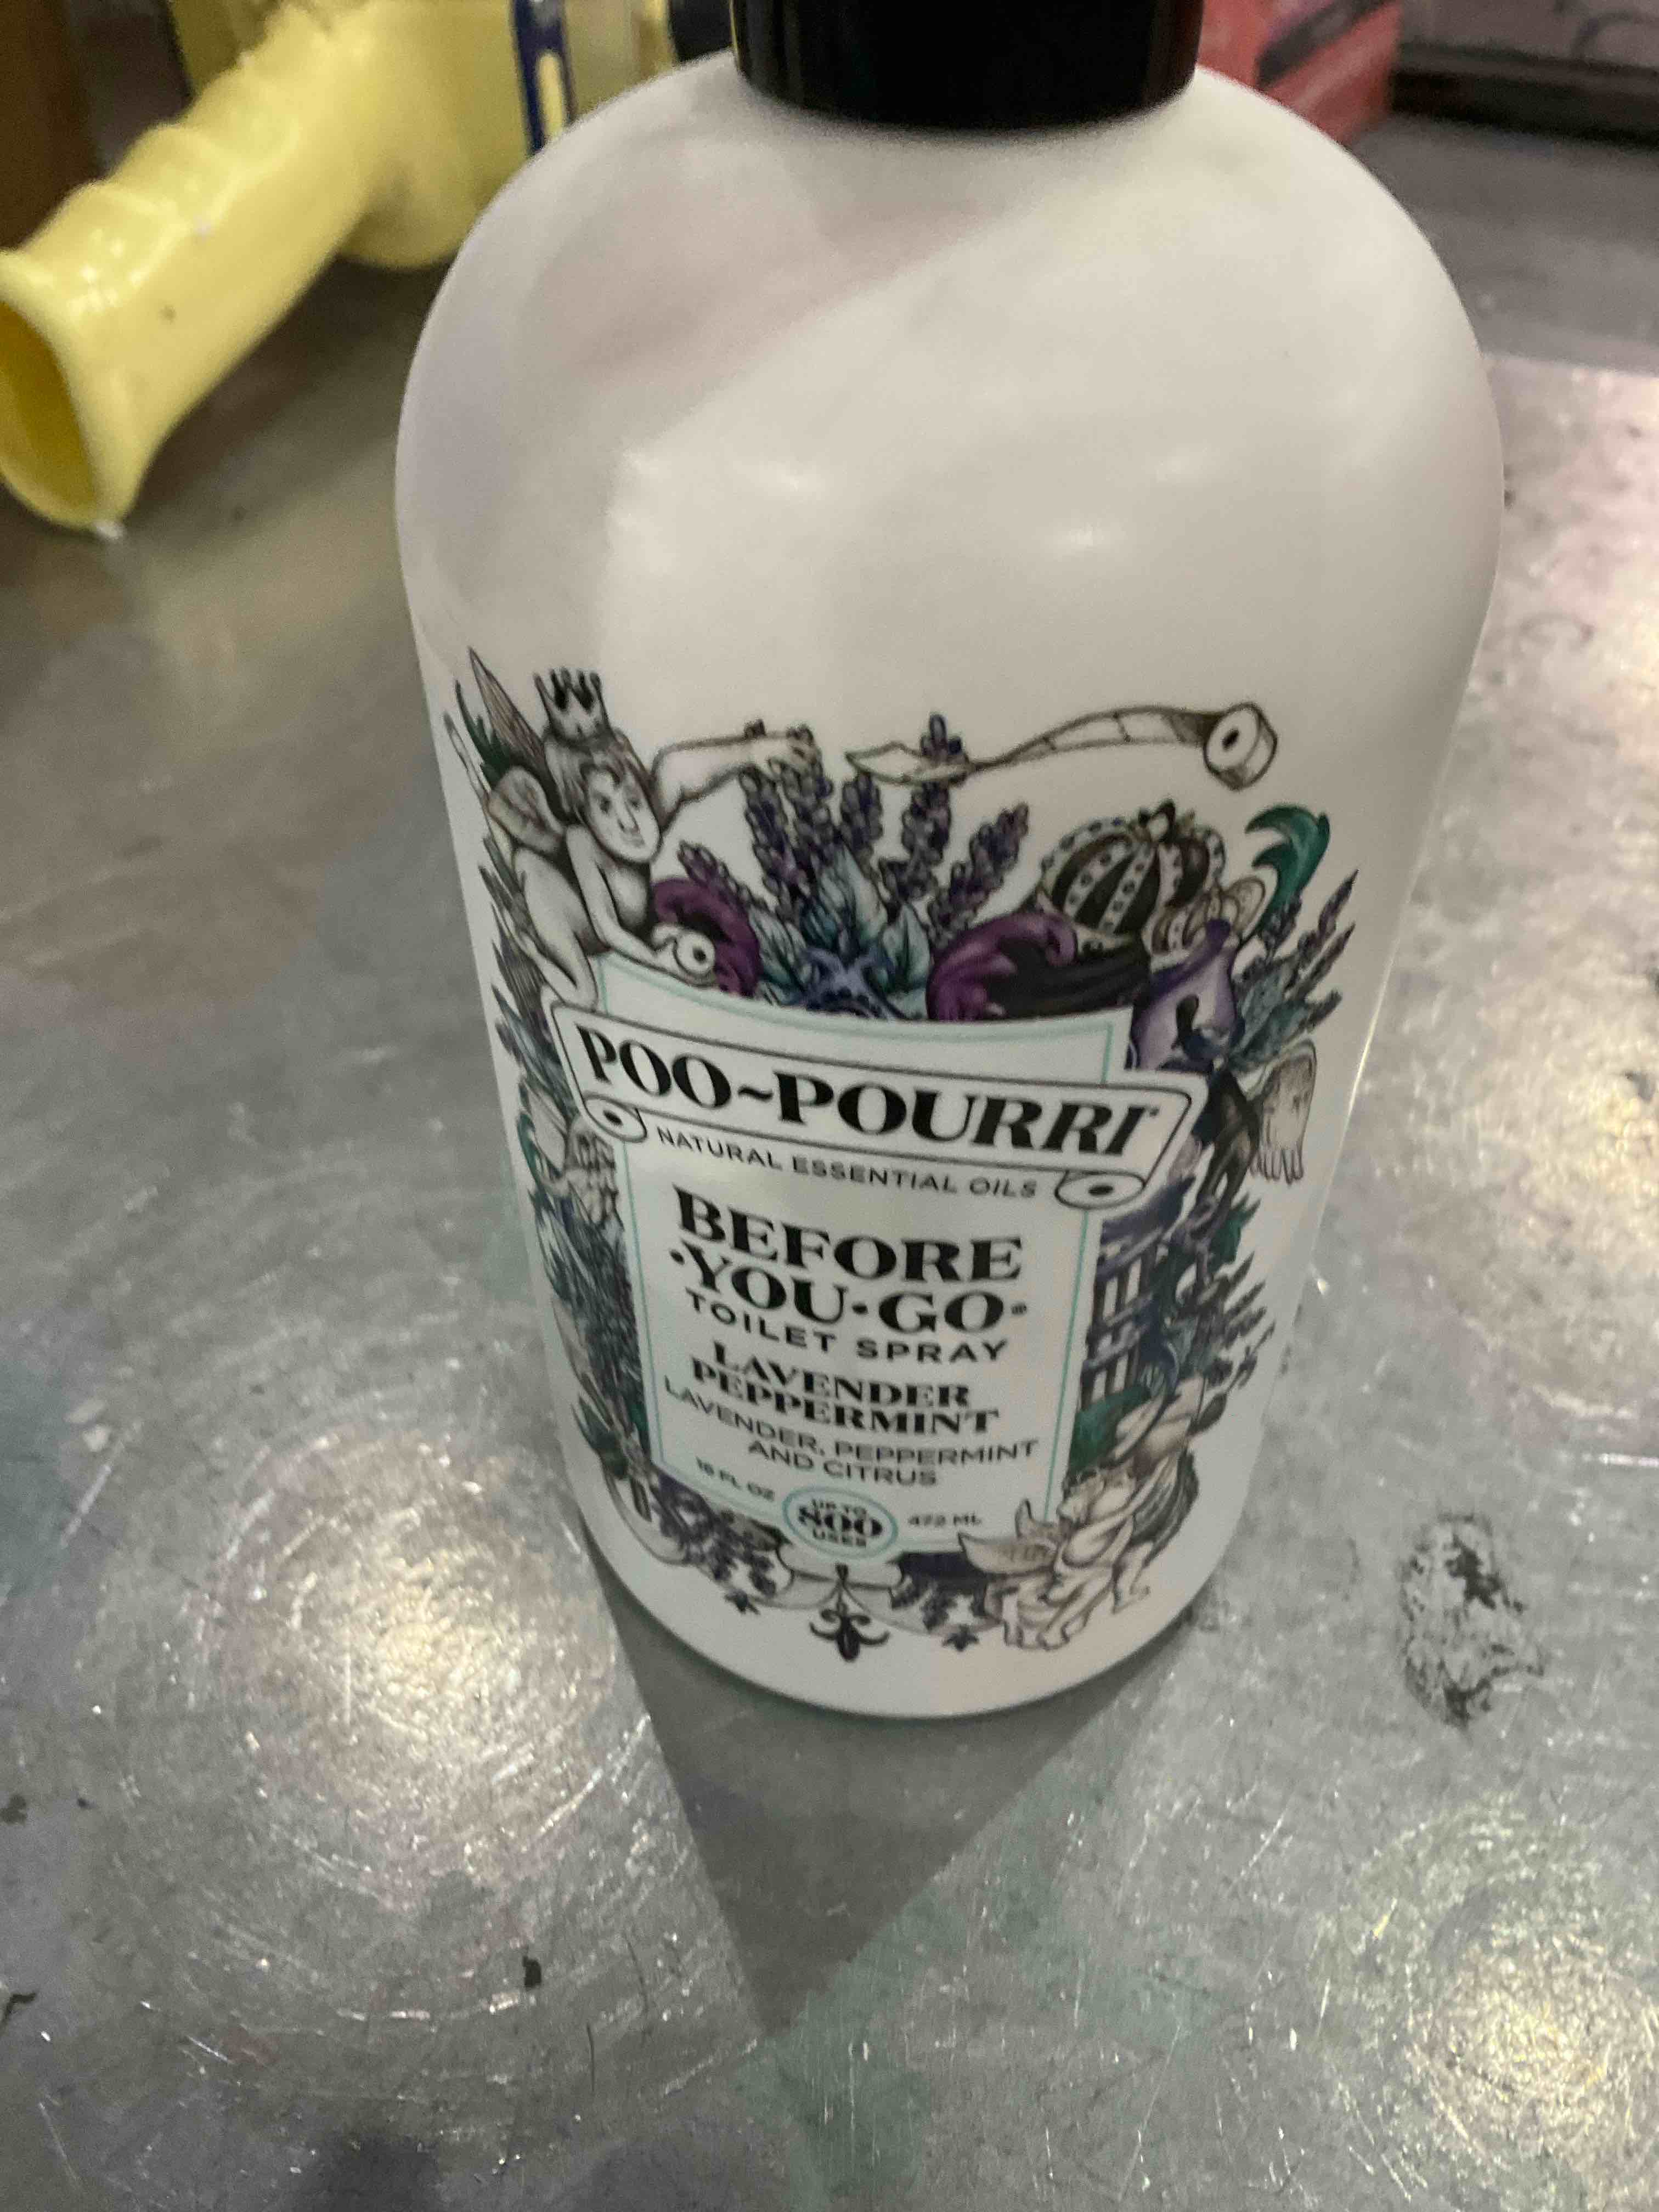 POO~POURRI
NATURAL ESSENTIAL OILS
BEFORE
•YOU•GO®
TOILET SPRAY
LAVENDER
PEPPERMINT
LAVENDER, PEPPERMINT
AND CITRUS
16 FL OZ
UP TO
800
USES
472 ML